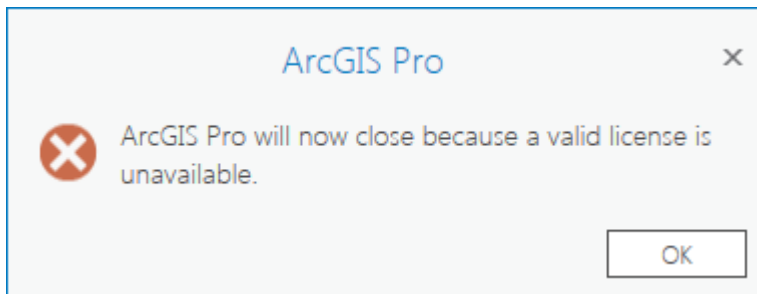 ArcGIS Pro
ArcGIS Pro will now close because a valid license is
unavailable.
OK